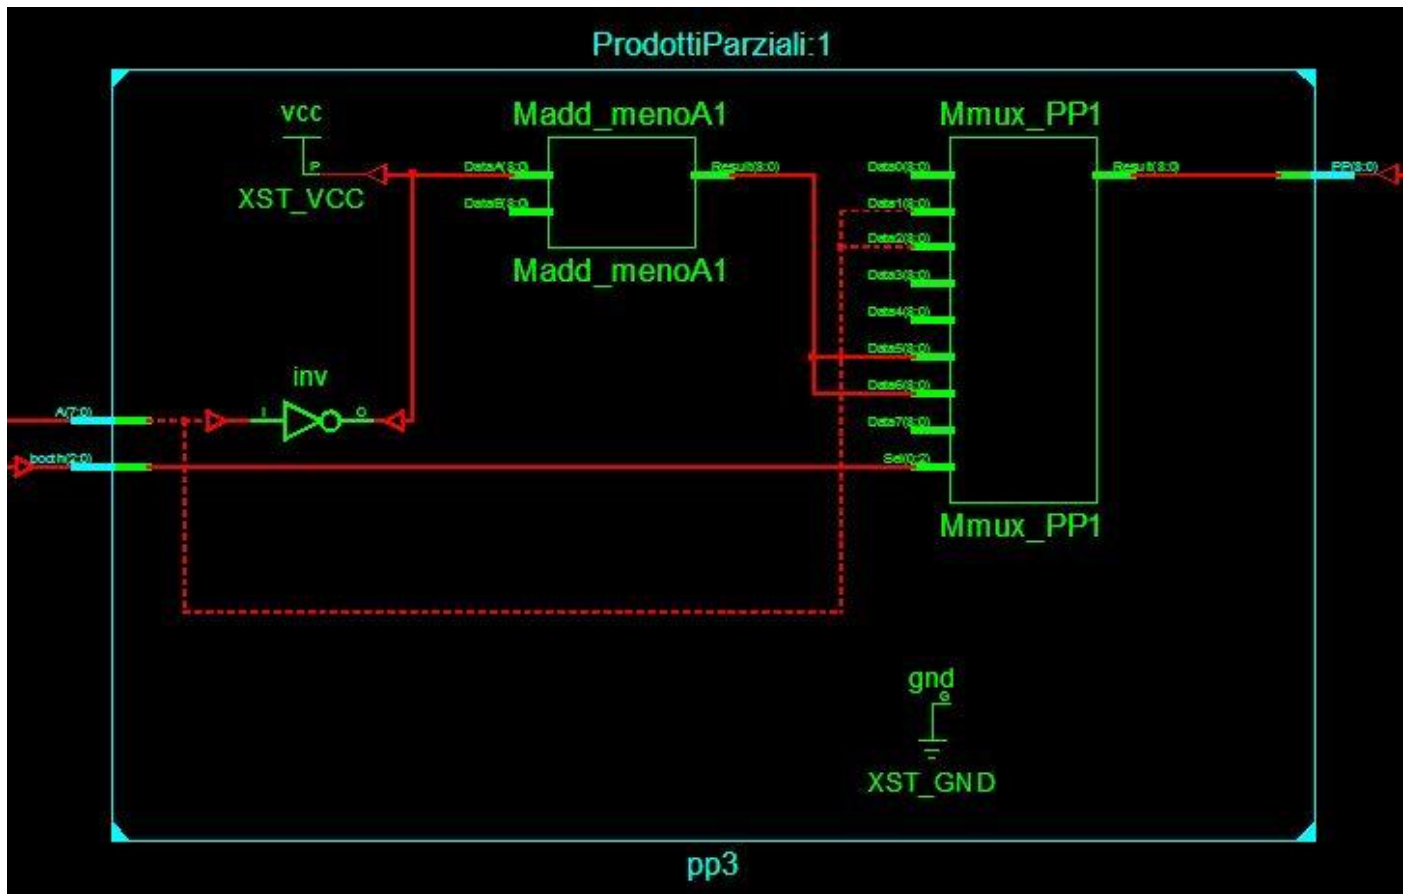 ProdottiParziali:1
vcc
P
XST_VCC
Madd_menoA1
DataA(8:0)
DataB(8:0)
Result(8:0)
Madd_menoA1
Mmux_PP1
Data0(8:0)
Data1(8:0)
Data2(8:0)
Data3(8:0)
Data4(8:0)
Data5(8:0)
Data6(8:0)
Data7(8:0)
Sel(0:2)
Result(8:0)
Mmux_PP1
PP(8:0)
inv
I
O
A(7:0)
booth(2:0)
gnd
G
XST_GND
pp3